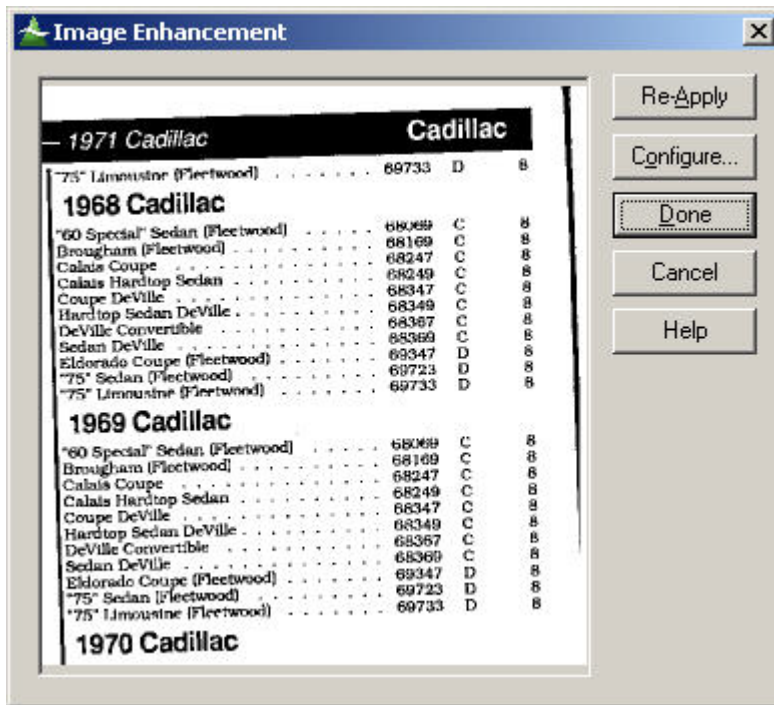 Image Enhancement
— 1971 Cadillac Cadillac
"75" Limousine (Fleetwood) . . . . . . . 69733 D 8
1968 Cadillac
"60 Special" Sedan (Fleetwood) . . . . . 68069 C 8
Brougham (Fleetwood) . . . . . . . . . 68169 C 8
Calais Coupe . . . . . . . . . . . . . 68247 C 8
Calais Hardtop Sedan . . . . . . . . . 68249 C 8
Coupe DeVille . . . . . . . . . . . . 68347 C 8
Hardtop Sedan DeVille . . . . . . . . . 68349 C 8
DeVille Convertible . . . . . . . . . . 68367 C 8
Sedan DeVille . . . . . . . . . . . . 68369 C 8
Eldorado Coupe (Fleetwood) . . . . . . . 69347 D 8
"75" Sedan (Fleetwood) . . . . . . . . 69723 D 8
"75" Limousine (Fleetwood) . . . . . . . 69733 D 8
1969 Cadillac
"60 Special" Sedan (Fleetwood) . . . . . 68069 C 8
Brougham (Fleetwood) . . . . . . . . . 68169 C 8
Calais Coupe . . . . . . . . . . . . . 68247 C 8
Calais Hardtop Sedan . . . . . . . . . 68249 C 8
Coupe DeVille . . . . . . . . . . . . 68347 C 8
Hardtop Sedan DeVille . . . . . . . . . 68349 C 8
DeVille Convertible . . . . . . . . . . 68367 C 8
Sedan DeVille . . . . . . . . . . . . 68369 C 8
Eldorado Coupe (Fleetwood) . . . . . . . 69347 D 8
"75" Sedan (Fleetwood) . . . . . . . . 69723 D 8
"75" Limousine (Fleetwood) . . . . . . . 69733 D 8
1970 Cadillac
Re-Apply
Configure...
Done
Cancel
Help